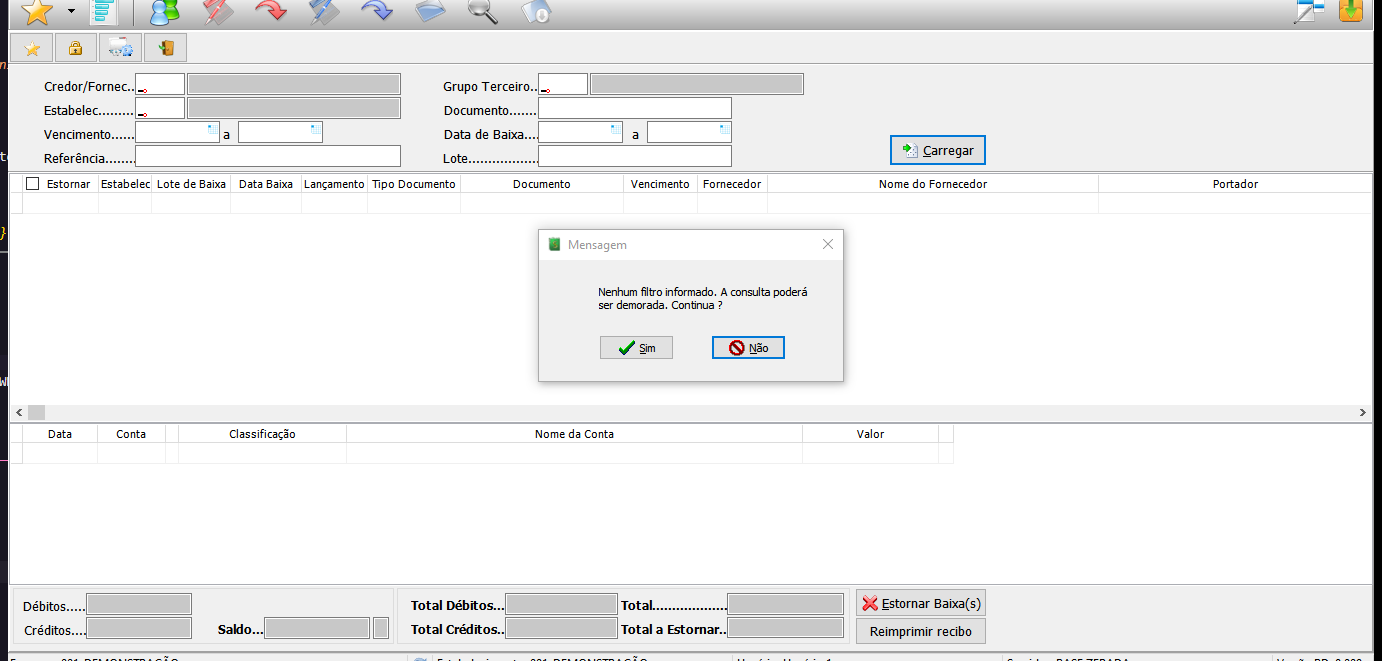 Credor/Fornec..
Grupo Terceiro..
Estabelec.........
Documento.......
Vencimento...... a
Data de Baixa.... a
Referência........
Lote..................
Carregar
Estornar Estabelec Lote de Baixa Data Baixa Lançamento Tipo Documento Documento Vencimento Fornecedor Nome do Fornecedor Portador
Mensagem
Nenhum filtro informado. A consulta poderá
ser demorada. Continua ?
Sim Não
Data Conta Classificação Nome da Conta Valor
Débitos.....
Total Débitos... Total...................
Estornar Baixa(s)
Créditos.... Saldo...
Total Créditos.. Total a Estornar..
Reimprimir recibo